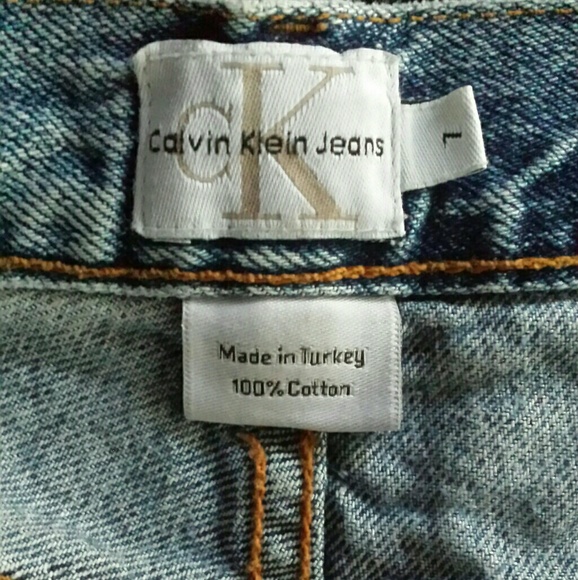 CK
Calvin Klein Jeans
L
Made in Turkey
100% Cotton